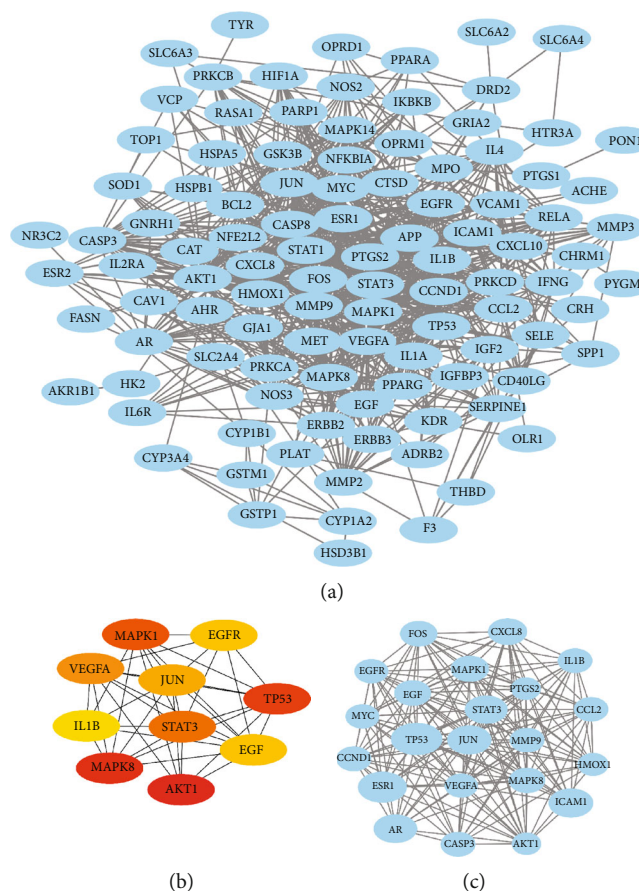 TYR
SLC6A2
SLC6A3
OPRD1
PPARA
SLC6A4
PRKCB
HIF1A
NOS2
DRD2
VCP
RASA1
PARP1
IKBKB
GRIA2
HTR3A
TOP1
MAPK14
OPRM1
IL4
PON1
HSPA5
GSK3B
NFKBIA
MPO
PTGS1
SOD1
HSPB1
JUN
MYC
CTSD
ACHE
BCL2
EGFR
VCAM1
RELA
GNRH1
CASP8
ESR1
MMP3
NR3C2
CASP3
NFE2L2
APP
ICAM1
CXCL10
CAT
STAT1
PTGS2
IL1B
CHRM1
ESR2
IL2RA
AKT1
CXCL8
FOS
STAT3
PRKCD
IFNG
PYGM
CAV1
HMOX1
CCND1
CCL2
CRH
FASN
AHR
MMP9
MAPK1
TP53
SELE
AR
GJA1
MET
VEGFA
IGF2
SPP1
SLC2A4
IL1A
PRKCA
IGFBP3
CD40LG
AKR1B1
HK2
MAPK8
PPARG
NOS3
EGF
SERPINE1
IL6R
ERBB2
KDR
CYP1B1
ERBB3
OLR1
CYP3A4
PLAT
ADRB2
GSTM1
MMP2
THBD
GSTP1
CYP1A2
F3
HSD3B1
(a)
MAPK1
EGFR
VEGFA
JUN
TP53
IL1B
STAT3
EGF
MAPK8
AKT1
(b)
FOS
CXCL8
EGFR
MAPK1
IL1B
EGF
PTGS2
MYC
STAT3
CCL2
TP53
JUN
MMP9
CCND1
HMOX1
ESR1
VEGFA
MAPK8
ICAM1
AR
CASP3
AKT1
(c)